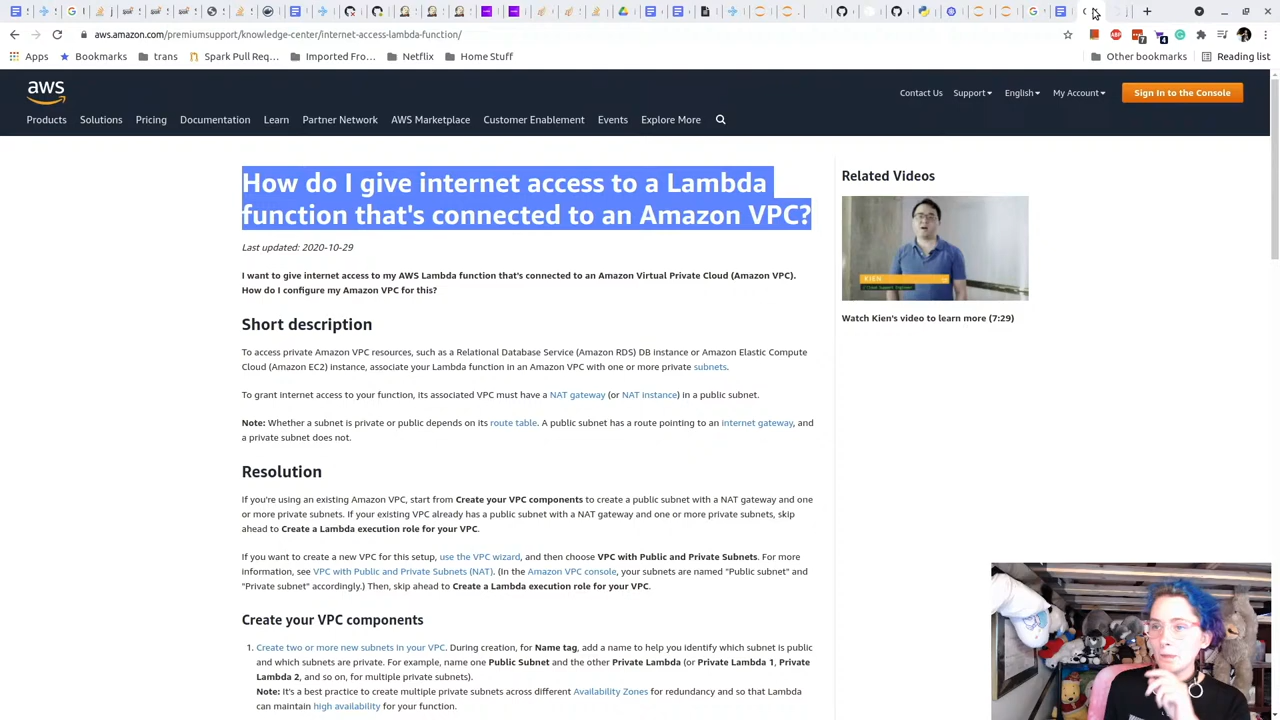 aws.amazon.com/premiumsupport/knowledge-center/internet-access-lambda-function/
Apps
Bookmarks
trans
Spark Pull Req...
Imported Fro...
Netflix
Home Stuff
Other bookmarks
Reading list
aws
Contact Us
Support
English
My Account
Sign In to the Console
Products
Solutions
Pricing
Documentation
Learn
Partner Network
AWS Marketplace
Customer Enablement
Events
Explore More
How do I give internet access to a Lambda
function that's connected to an Amazon VPC?
Last updated: 2020-10-29
I want to give internet access to my AWS Lambda function that's connected to an Amazon Virtual Private Cloud (Amazon VPC).
How do I configure my Amazon VPC for this?
Short description
To access private Amazon VPC resources, such as a Relational Database Service (Amazon RDS) DB instance or Amazon Elastic Compute
Cloud (Amazon EC2) instance, associate your Lambda function in an Amazon VPC with one or more private subnets.
To grant internet access to your function, its associated VPC must have a NAT gateway (or NAT instance) in a public subnet.
Note: Whether a subnet is private or public depends on its route table. A public subnet has a route pointing to an internet gateway, and
a private subnet does not.
Resolution
If you're using an existing Amazon VPC, start from Create your VPC components to create a public subnet with a NAT gateway and one
or more private subnets. If your existing VPC already has a public subnet with a NAT gateway and one or more private subnets, skip
ahead to Create a Lambda execution role for your VPC.
If you want to create a new VPC for this setup, use the VPC wizard, and then choose VPC with Public and Private Subnets. For more
information, see VPC with Public and Private Subnets (NAT). (In the Amazon VPC console, your subnets are named "Public subnet" and
"Private subnet" accordingly.) Then, skip ahead to Create a Lambda execution role for your VPC.
Create your VPC components
1. Create two or more new subnets in your VPC. During creation, for Name tag, add a name to help you identify which subnet is public
and which subnets are private. For example, name one Public Subnet and the other Private Lambda (or Private Lambda 1, Private
Lambda 2, and so on, for multiple private subnets).
Note: It's a best practice to create multiple private subnets across different Availability Zones for redundancy and so that Lambda
can maintain high availability for your function.
Related Videos
KIEN
Cloud Support Engineer
Watch Kien's video to learn more (7:29)